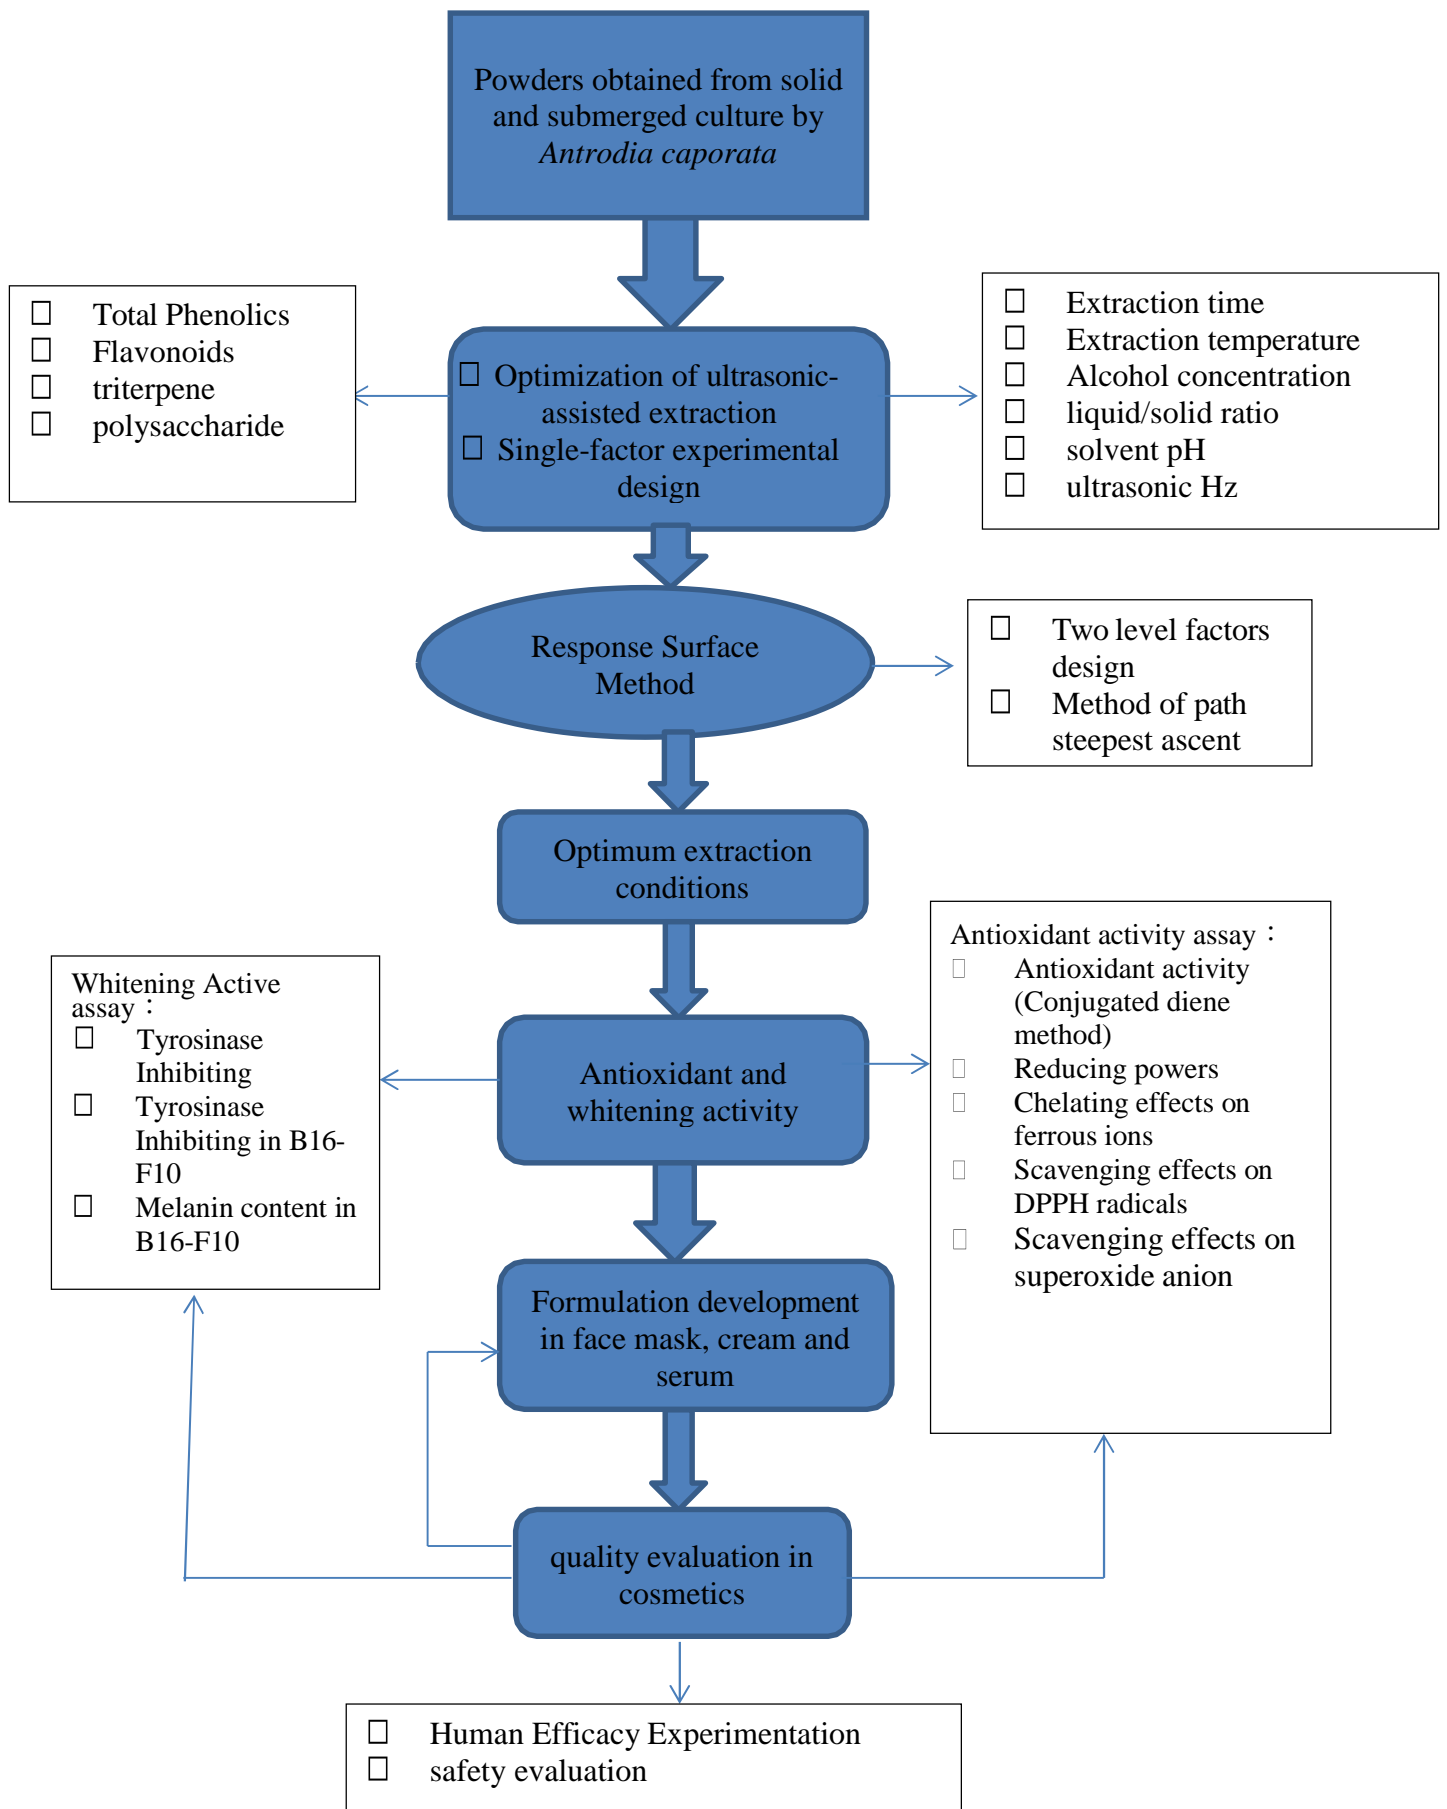 Powders obtained from solid
and submerged culture by
Antrodia caporata
□ Total Phenolics
□ Flavonoids
□ triterpene
□ polysaccharide
□ Optimization of ultrasonic-
assisted extraction
□ Single-factor experimental
design
□ Extraction time
□ Extraction temperature
□ Alcohol concentration
□ liquid/solid ratio
□ solvent pH
□ ultrasonic Hz
Response Surface
Method
□ Two level factors
design
□ Method of path
steepest ascent
Optimum extraction
conditions
Whitening Active
assay：
□ Tyrosinase
Inhibiting
□ Tyrosinase
Inhibiting in B16-
F10
□ Melanin content in
B16-F10
Antioxidant and
whitening activity
Antioxidant activity assay：
□ Antioxidant activity
(Conjugated diene
method)
□ Reducing powers
□ Chelating effects on
ferrous ions
□ Scavenging effects on
DPPH radicals
□ Scavenging effects on
superoxide anion
Formulation development
in face mask, cream and
serum
quality evaluation in
cosmetics
□ Human Efficacy Experimentation
□ safety evaluation